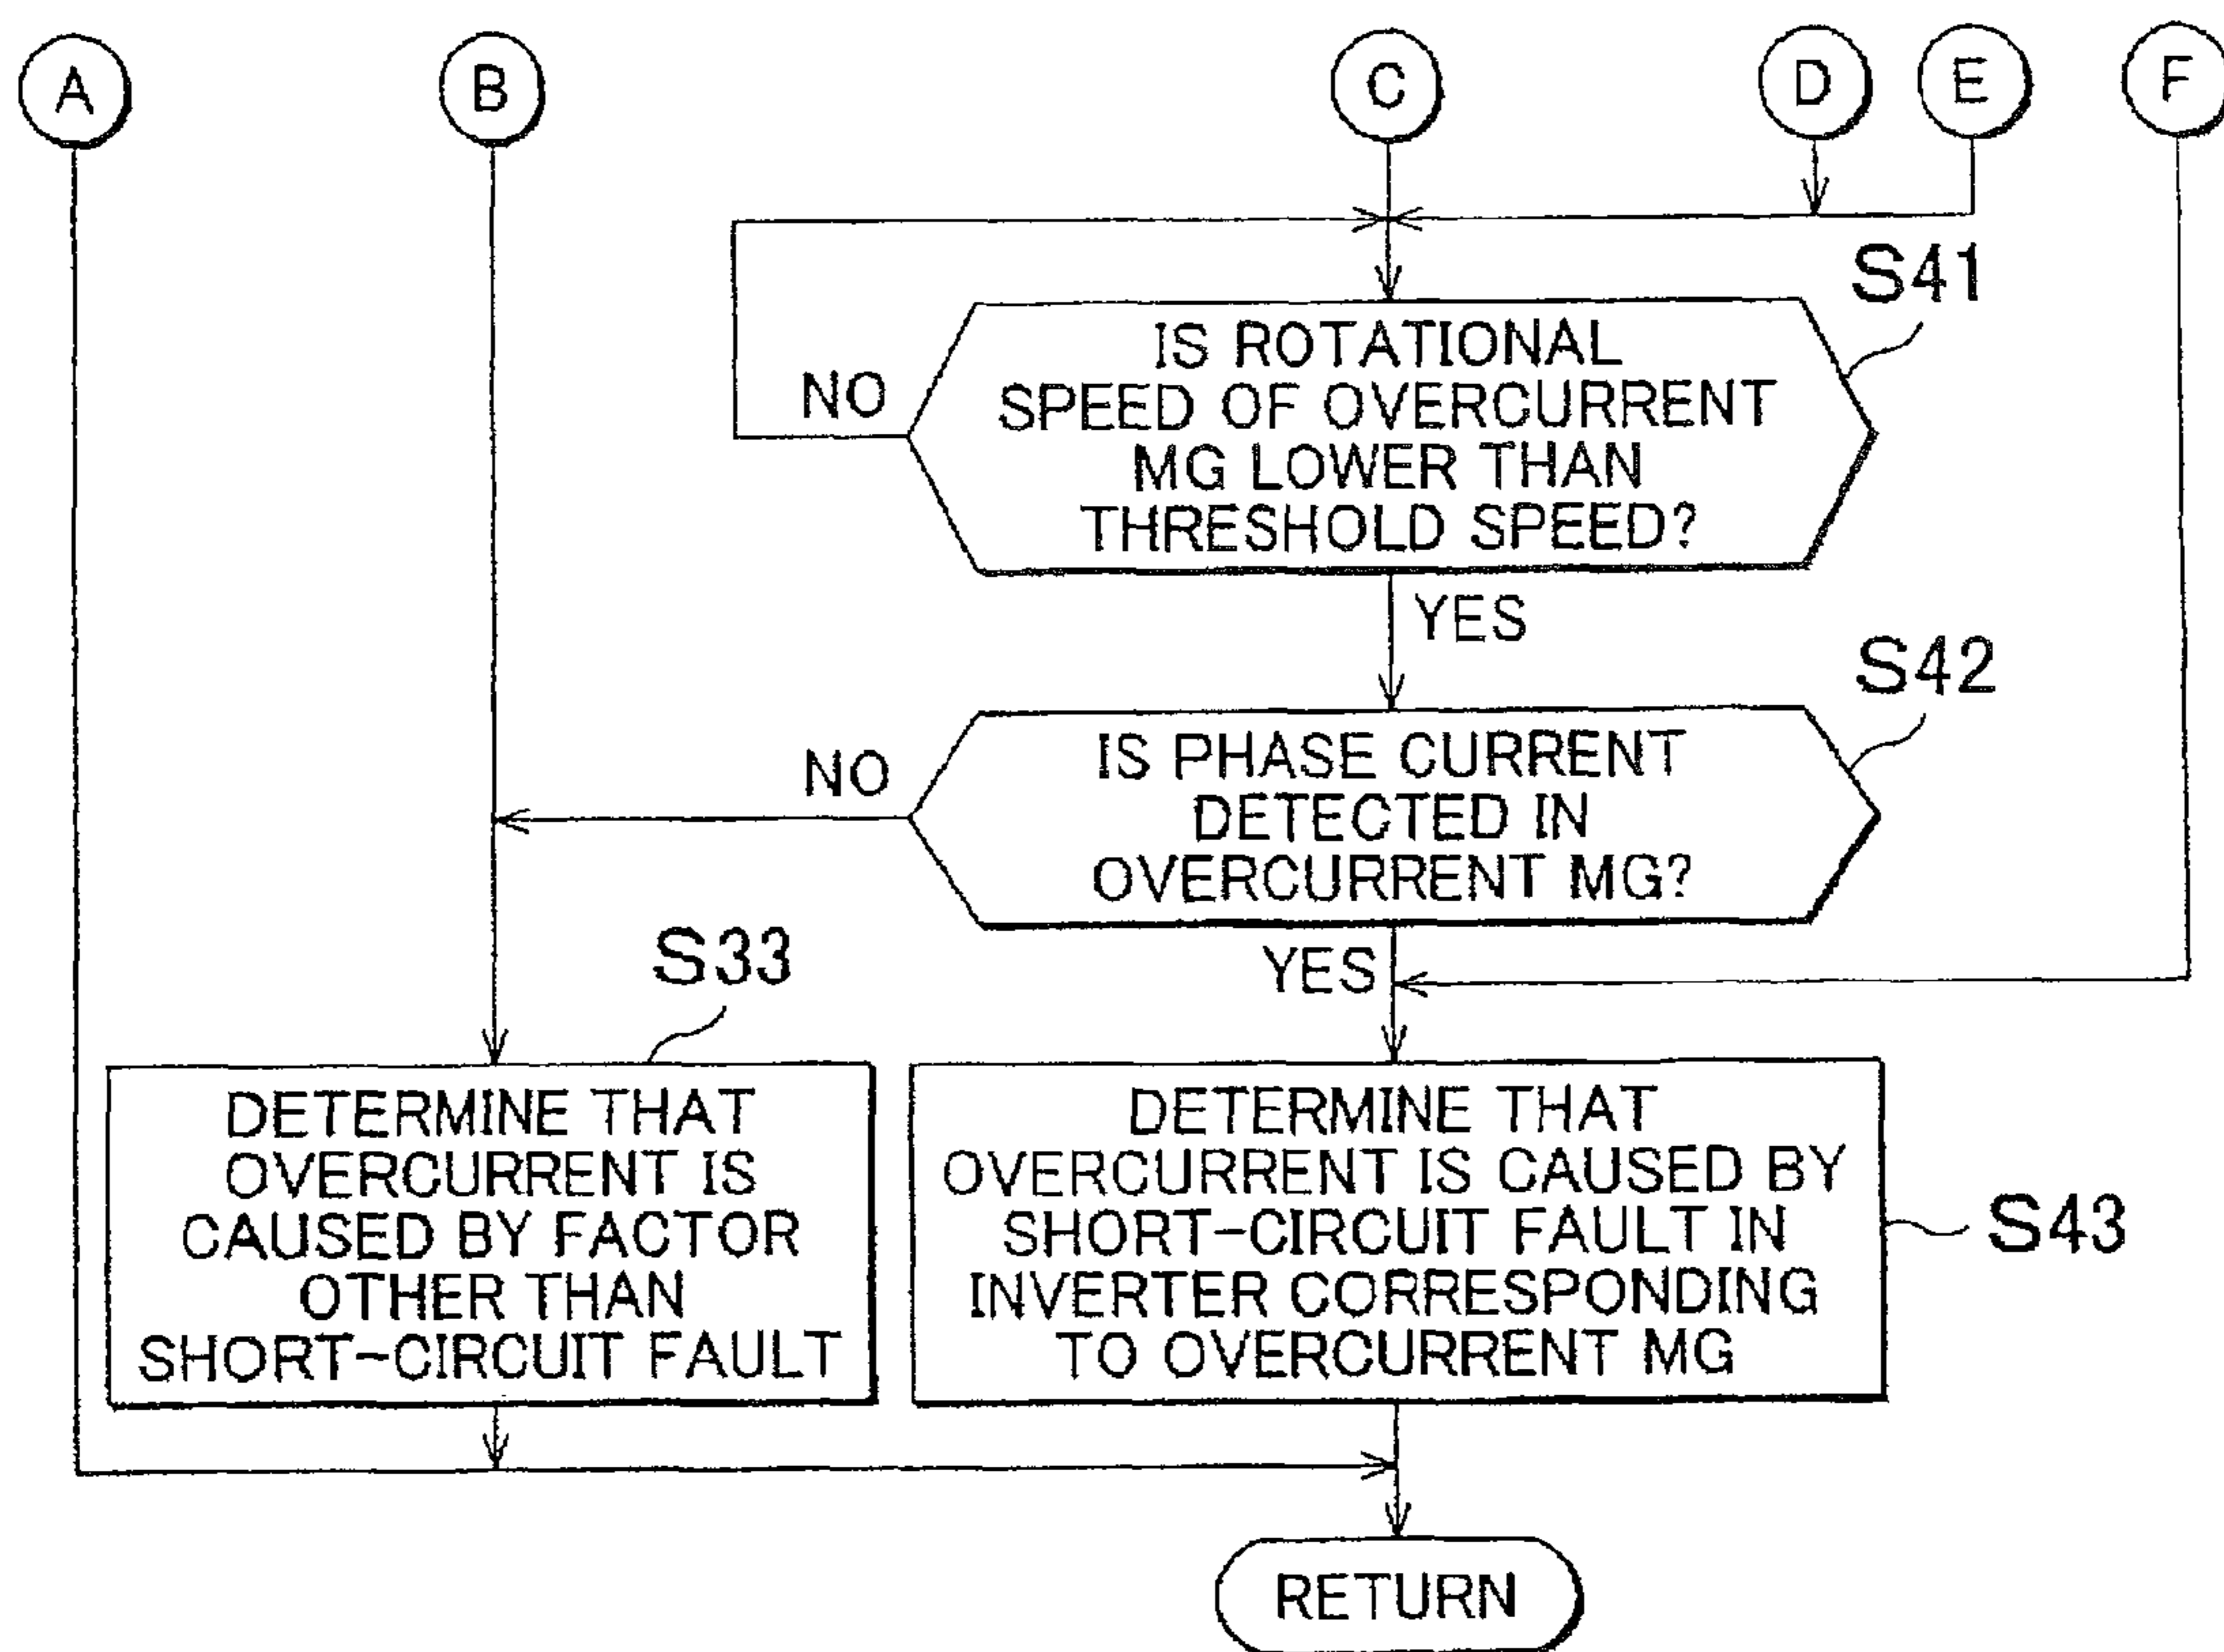 A
B
C
D
E
F
S41
IS ROTATIONAL
SPEED OF OVERCURRENT
MG LOWER THAN
THRESHOLD SPEED?
NO
YES
S42
IS PHASE CURRENT
DETECTED IN
OVERCURRENT MG?
NO
YES
S33
DETERMINE THAT
OVERCURRENT IS
CAUSED BY FACTOR
OTHER THAN
SHORT-CIRCUIT FAULT
DETERMINE THAT
OVERCURRENT IS CAUSED BY
SHORT-CIRCUIT FAULT IN
INVERTER CORRESPONDING
TO OVERCURRENT MG
S43
RETURN